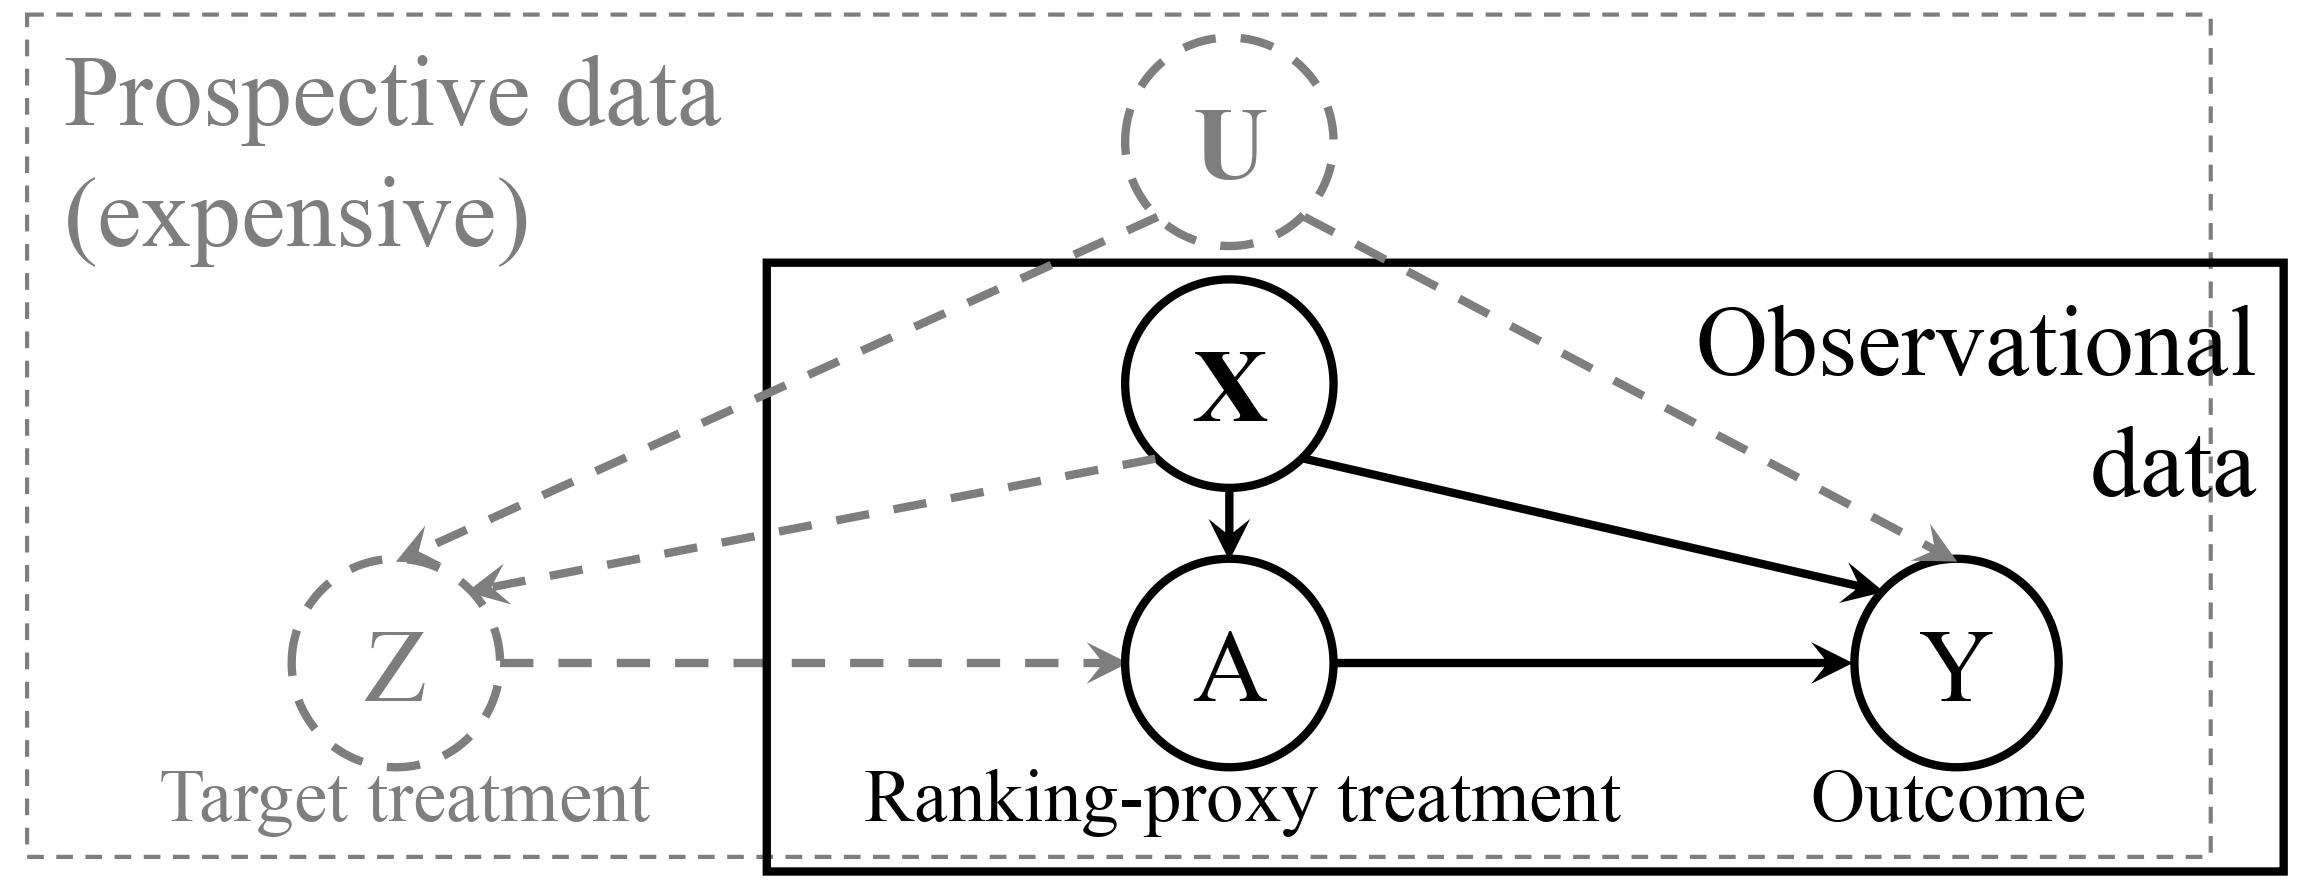 Prospective data
(expensive)
U
X
Observational
data
Z
A
Y
Target treatment
Ranking-proxy treatment
Outcome